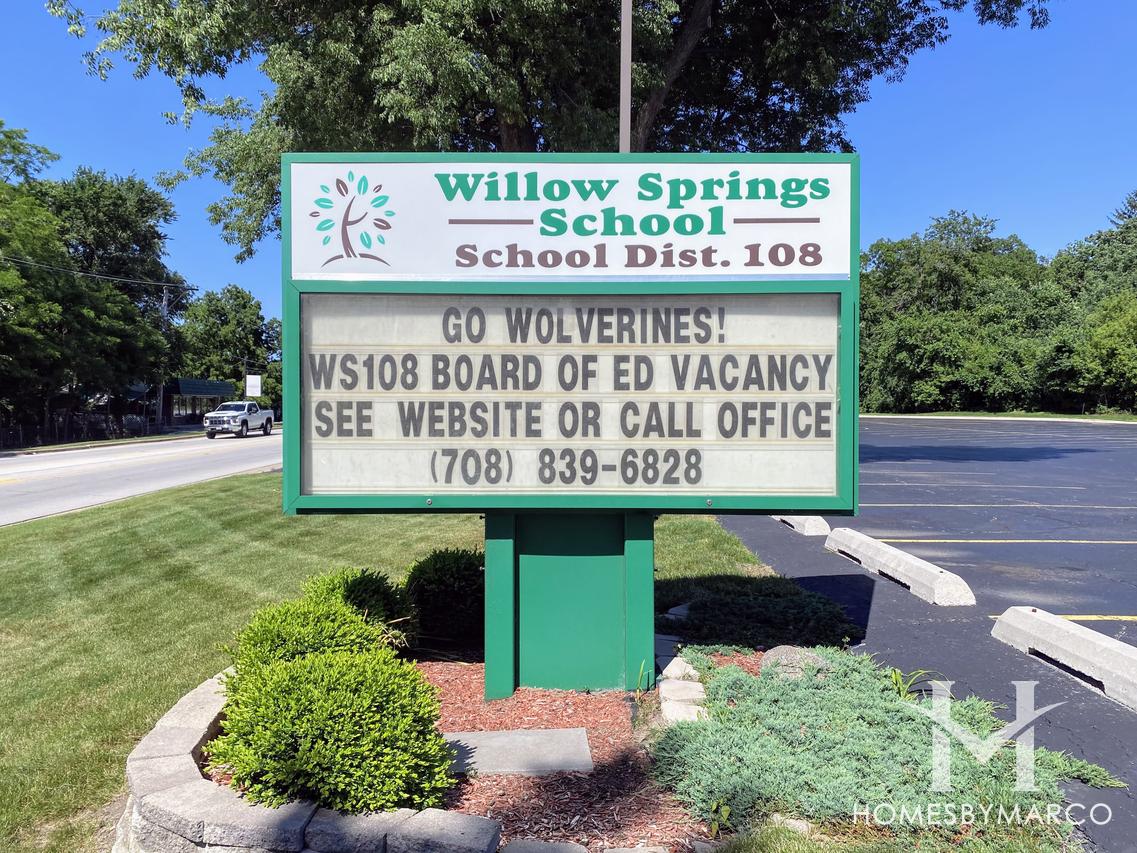 Willow Springs
School
School Dist. 108
GO WOLVERINES!
WS108 BOARD OF ED VACANCY
SEE WEBSITE OR CALL OFFICE
(708) 839-6828
HOMESBYMARCO